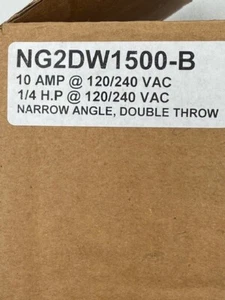 NG2DW1500-B
10 AMP @ 120/240 VAC
1/4 H.P @ 120/240 VAC
NARROW ANGLE, DOUBLE THROW